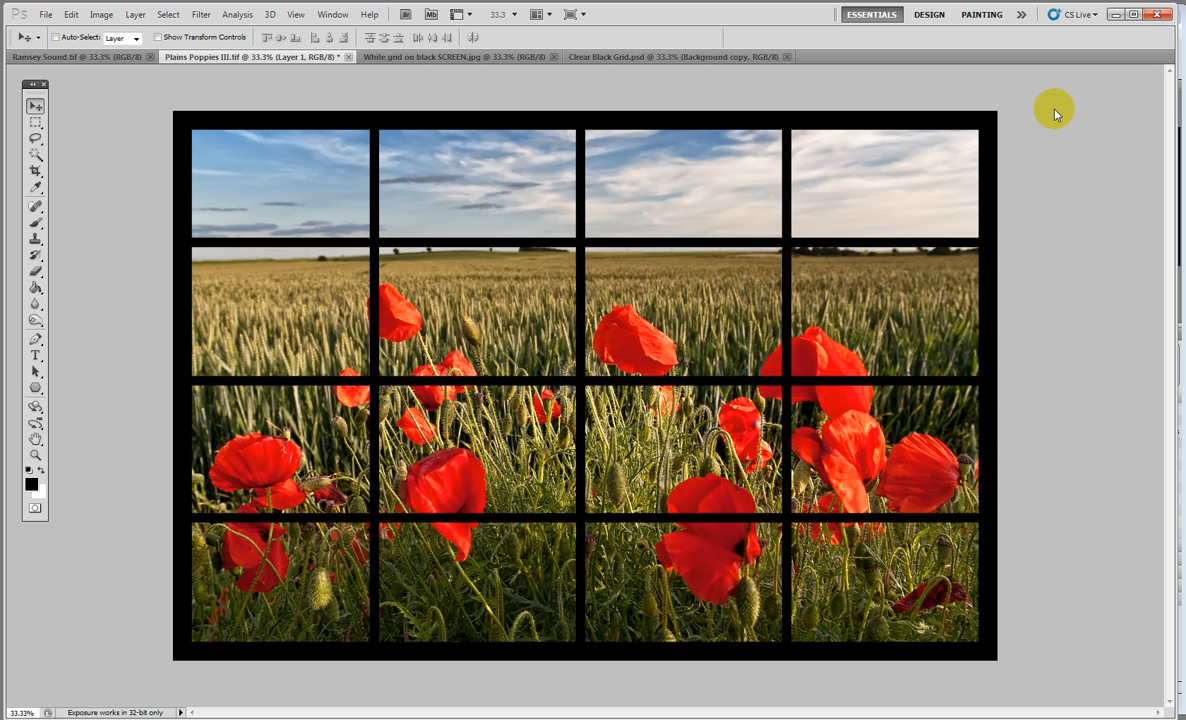 Ps File Edit Image Layer Select Filter Analysis 3D View Window Help Br Mb 33.3 ESSENTIALS DESIGN PAINTING CS Live
Auto-Select: Layer Show Transform Controls
Ramsey Sound.tif @ 33.3% (RGB/8) Plains Poppies III.tif @ 33.3% (Layer 1, RGB/8) * White grid on black SCREEN.jpg @ 33.3% (RGB/8) Clrear Black Grid.psd @ 33.3% (Background copy, RGB/8)
T
33.33% Exposure works in 32-bit only